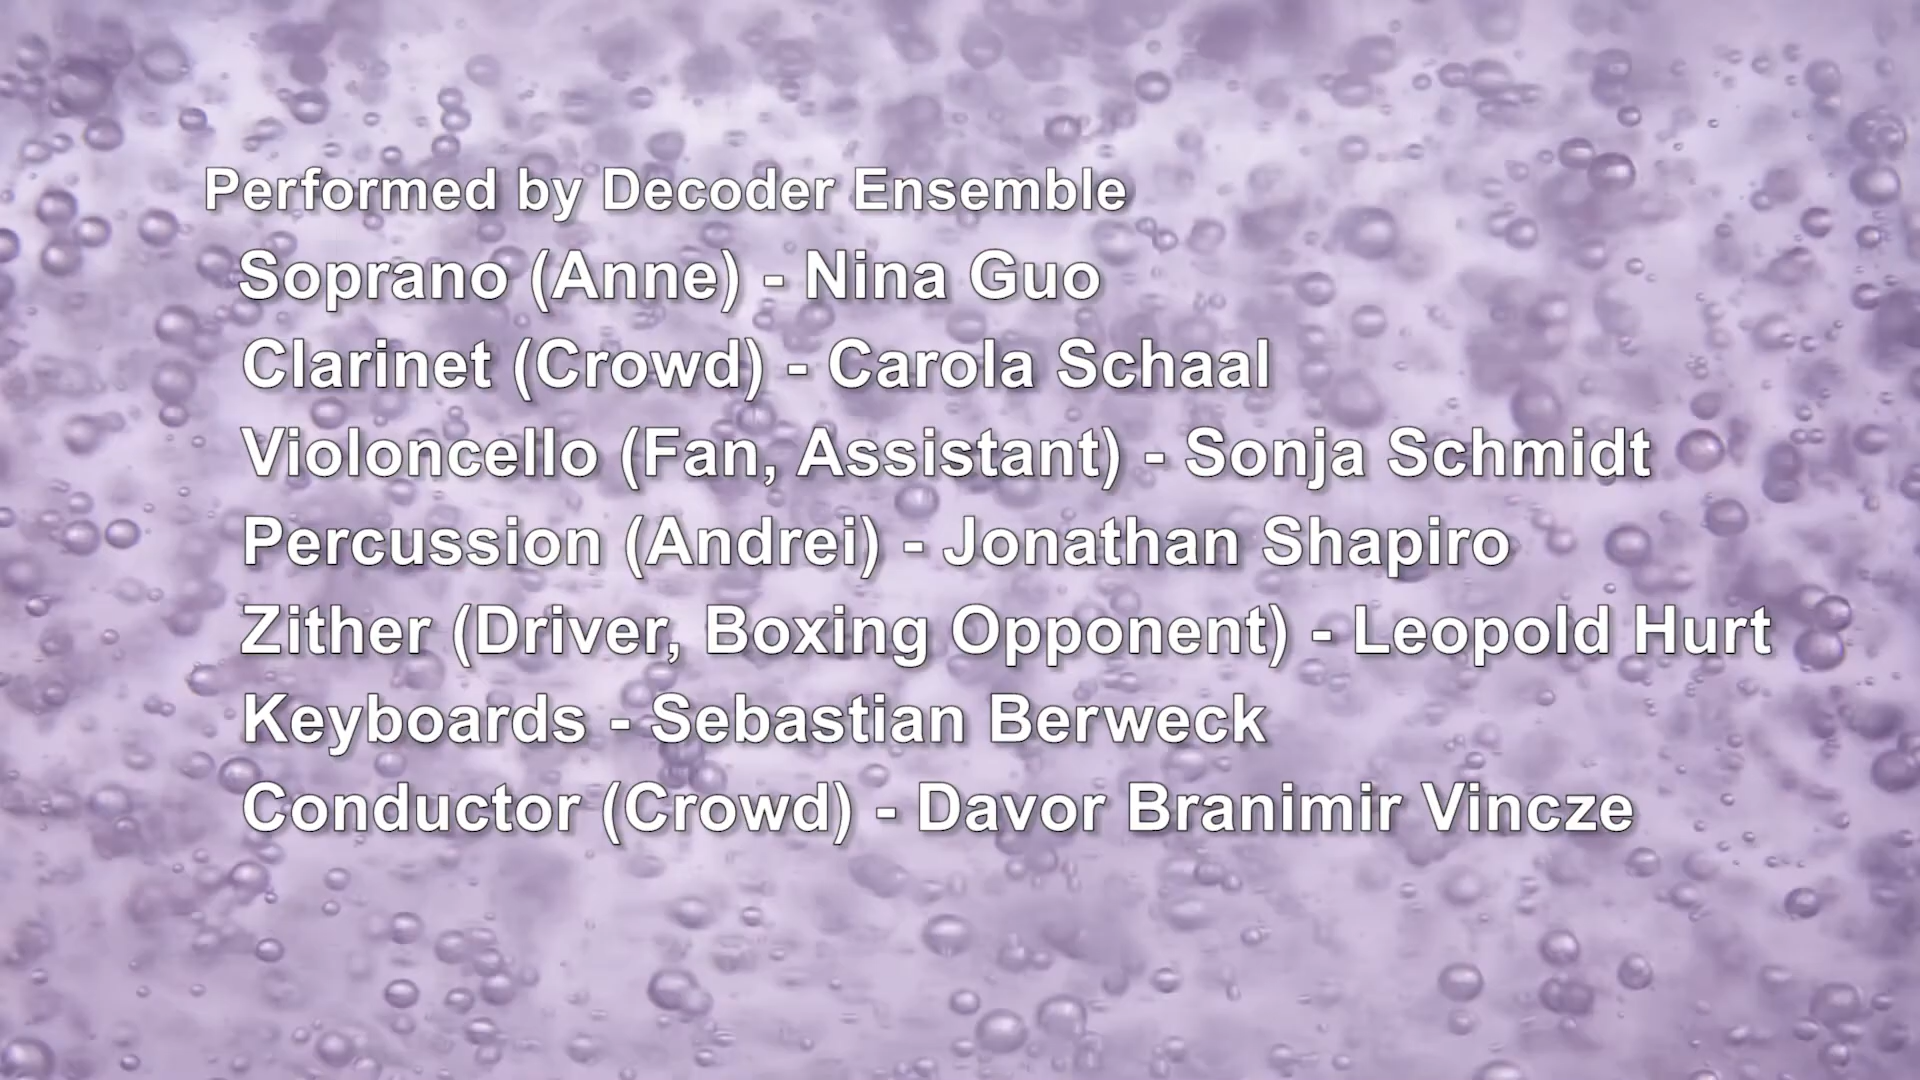 Performed by Decoder Ensemble
Soprano (Anne) - Nina Guo
Clarinet (Crowd) - Carola Schaal
Violoncello (Fan, Assistant) - Sonja Schmidt
Percussion (Andrei) - Jonathan Shapiro
Zither (Driver, Boxing Opponent) - Leopold Hurt
Keyboards - Sebastian Berweck
Conductor (Crowd) - Davor Branimir Vincze